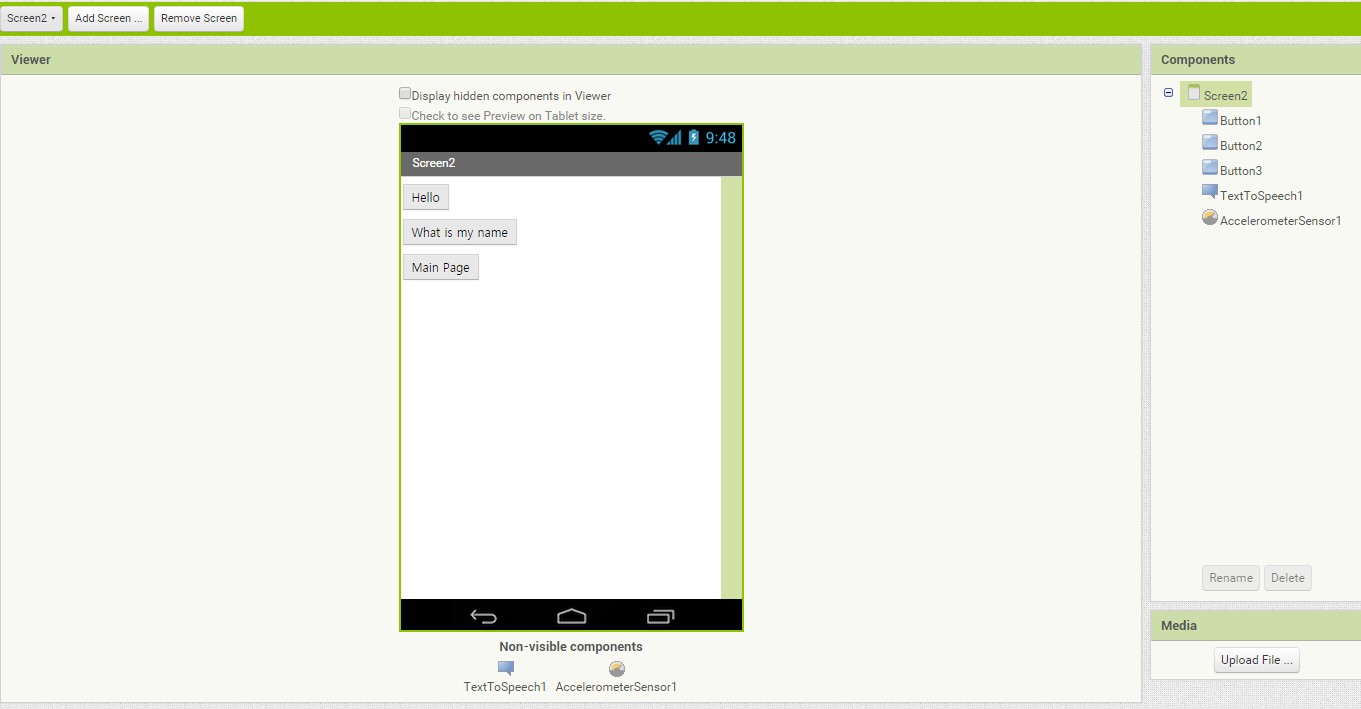 Screen2 Add Screen ... Remove Screen
Viewer
Display hidden components in Viewer
Check to see Preview on Tablet size.
9:48
Screen2
Hello
What is my name
Main Page
Non-visible components
TextToSpeech1 AccelerometerSensor1
Components
Screen2
Button1
Button2
Button3
TextToSpeech1
AccelerometerSensor1
Rename Delete
Media
Upload File ...